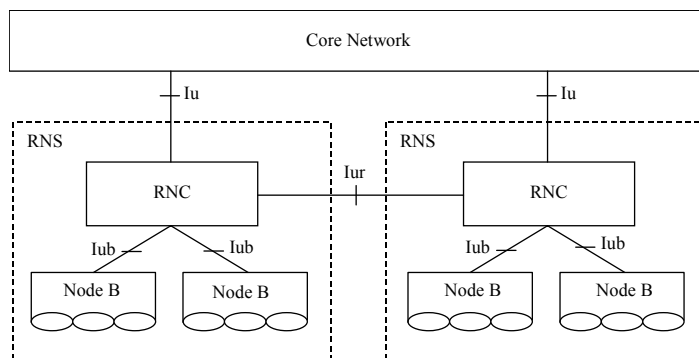 Core Network
Iu
Iu
RNS
RNS
RNC
Iur
RNC
Iub
Iub
Iub
Iub
Node B
Node B
Node B
Node B